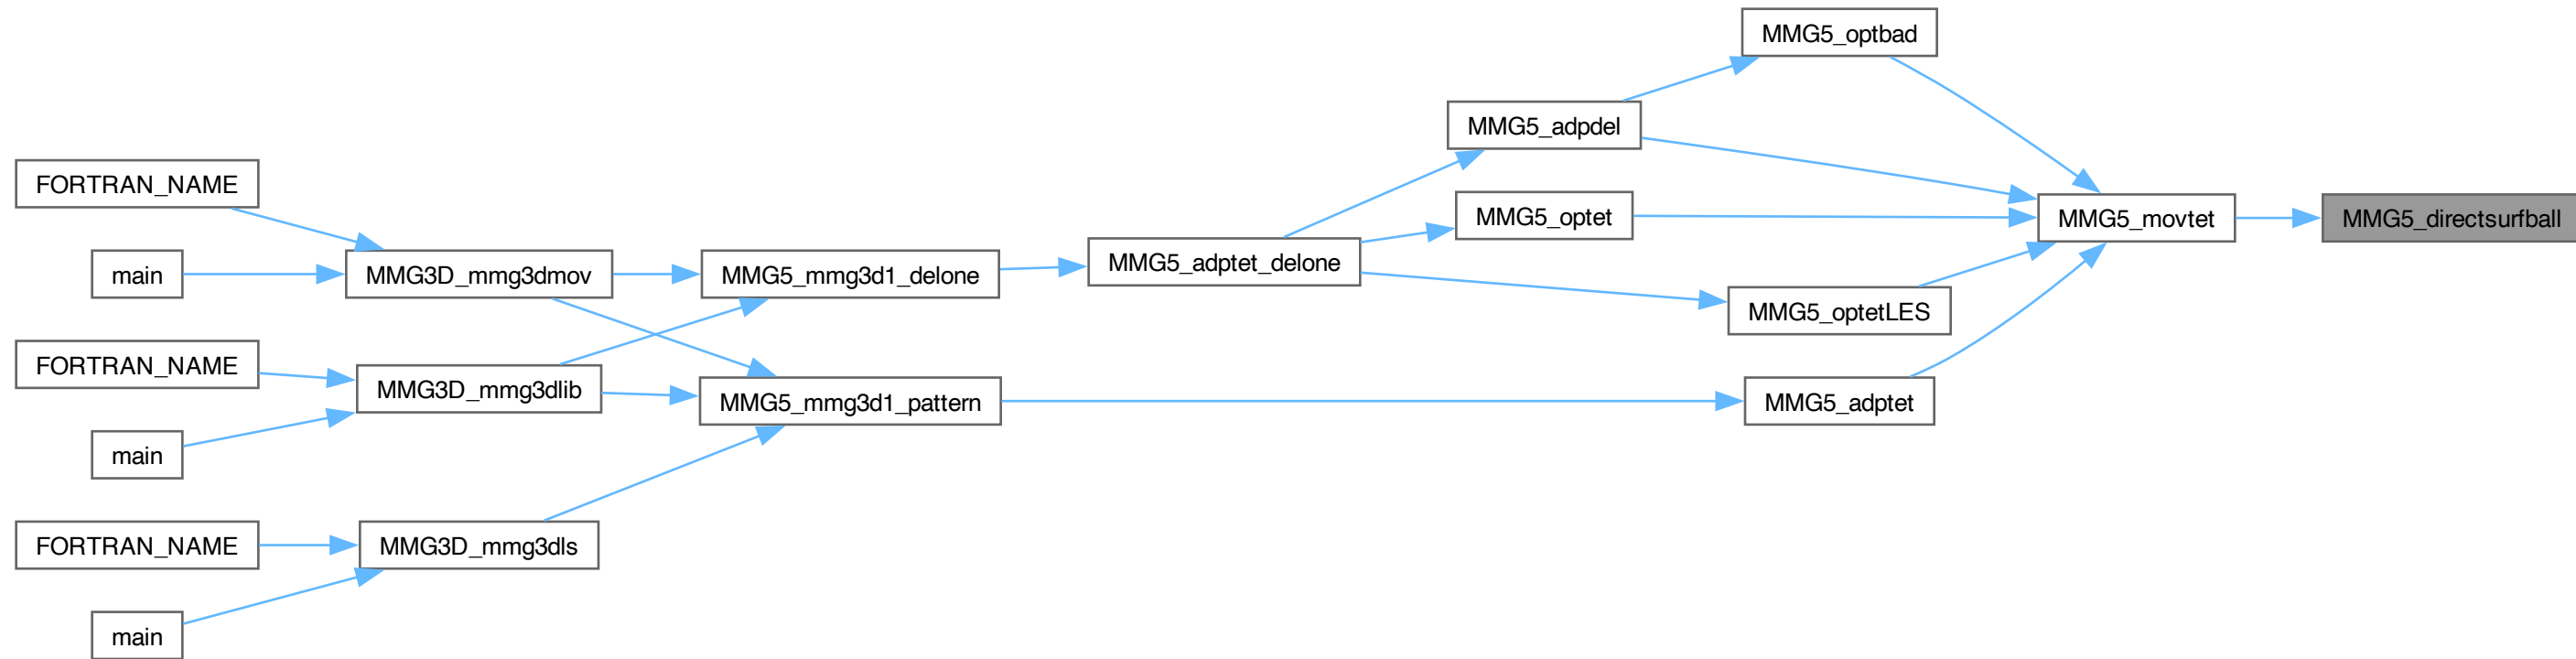 MMG5_optbad
MMG5_adpdel
FORTRAN_NAME
MMG5_optet
MMG5_movtet
MMG5_directsurfball
main
MMG3D_mmg3dmov
MMG5_mmg3d1_delone
MMG5_adptet_delone
MMG5_optetLES
FORTRAN_NAME
MMG3D_mmg3dlib
MMG5_mmg3d1_pattern
MMG5_adptet
main
FORTRAN_NAME
MMG3D_mmg3dls
main